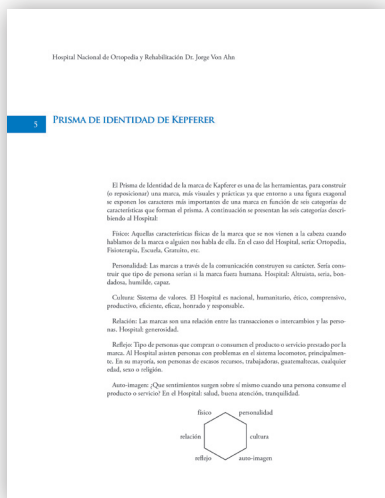 Hospital Nacional de Ortopedia y Rehabilitación Dr. Jorge Von Ahn
5
PRISMA DE IDENTIDAD DE KEPFERER
El Prisma de Identidad de la marca de Kapferer es una de las herramientas, para construir
(o reposicionar) una marca, más visuales y prácticas ya que entorno a una figura exagonal
se exponen los caracteres más importantes de una marca en función de seis categorías de
características que forman el prisma. A continuación se presentan las seis categorías descri-
biendo al Hospital:
Físico: Aquellas características físicas de la marca que se nos vienen a la cabeza cuando
hablamos de la marca o alguien nos habla de ella. En el caso del Hospital, sería: Ortopedia,
Fisioterapia, Escuela, Gratuito, etc.
Personalidad: Las marcas a través de la comunicación construyen su carácter. Sería cons-
truir que tipo de persona serían si la marca fuera humana. Hospital: Altruista, seria, bon-
dadosa, humilde, capaz.
Cultura: Sistema de valores. El Hospital es nacional, humanitario, ético, comprensivo,
productivo, eficiente, eficaz, honrado y responsable.
Relación: Las marcas son una relación entre las transacciones o intercambios y las perso-
nas. Hospital: generosidad.
Reflejo: Tipo de personas que compran o consumen el producto o servicio prestado por la
marca. Al Hospital asisten personas con problemas en el sistema locomotor, principalmen-
te. En su mayoría, son personas de escasos recursos, trabajadoras, guatemaltecas, cualquier
edad, sexo o religión.
Auto-imagen: ¿Que sentimientos surgen sobre sí mismo cuando una persona consume el
producto o servicio? En el Hospital: salud, buena atención, tranquilidad.
físico personalidad
relación cultura
reflejo auto-imagen